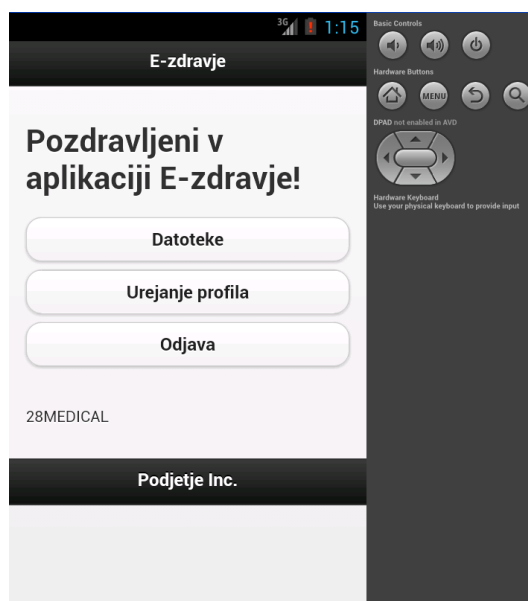 3G 1:15
E-zdravje
Pozdravljeni v
aplikaciji E-zdravje!
Datoteke
Urejanje profila
Odjava
28MEDICAL
Podjetje Inc.
Basic Controls
Hardware Buttons
MENU
DPAD not enabled in AVD
Hardware Keyboard
Use your physical keyboard to provide input